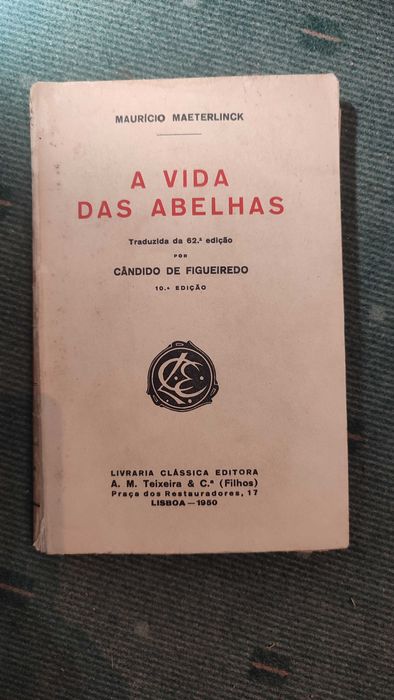 MAURÍCIO MAETERLINCK
A VIDA
DAS ABELHAS
Traduzida da 62.ª edição
POR
CÂNDIDO DE FIGUEIREDO
10.ª EDIÇÃO
LCE
LIVRARIA CLÁSSICA EDITORA
A. M. Teixeira & C.ª (Filhos)
Praça dos Restauradores, 17
LISBOA — 1950